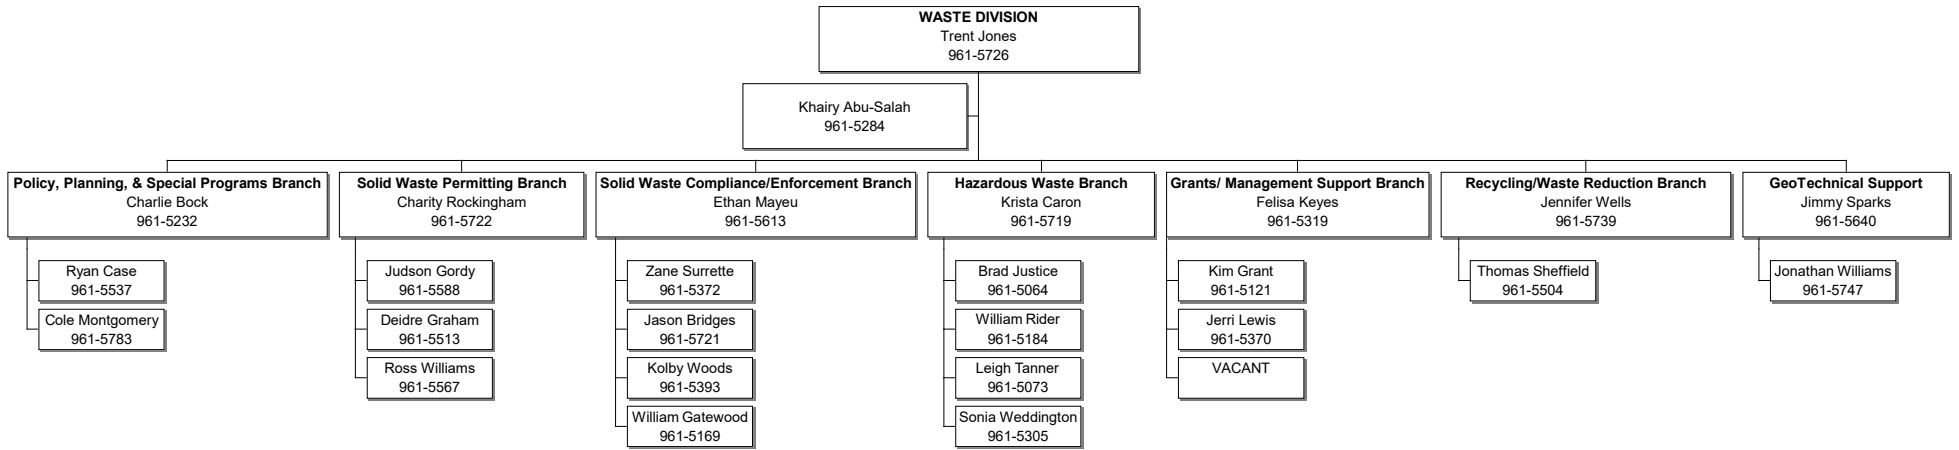 WASTE DIVISION
Trent Jones
961-5726
Khairy Abu-Salah
961-5284
Policy, Planning, & Special Programs Branch
Charlie Bock
961-5232
Ryan Case
961-5537
Cole Montgomery
961-5783
Solid Waste Permitting Branch
Charity Rockingham
961-5722
Judson Gordy
961-5588
Deidre Graham
961-5513
Ross Williams
961-5567
Solid Waste Compliance/Enforcement Branch
Ethan Mayeu
961-5613
Zane Surrette
961-5372
Jason Bridges
961-5721
Kolby Woods
961-5393
William Gatewood
961-5169
Hazardous Waste Branch
Krista Caron
961-5719
Brad Justice
961-5064
William Rider
961-5184
Leigh Tanner
961-5073
Sonia Weddington
961-5305
Grants/ Management Support Branch
Felisa Keyes
961-5319
Kim Grant
961-5121
Jerri Lewis
961-5370
VACANT
Recycling/Waste Reduction Branch
Jennifer Wells
961-5739
Thomas Sheffield
961-5504
GeoTechnical Support
Jimmy Sparks
961-5640
Jonathan Williams
961-5747